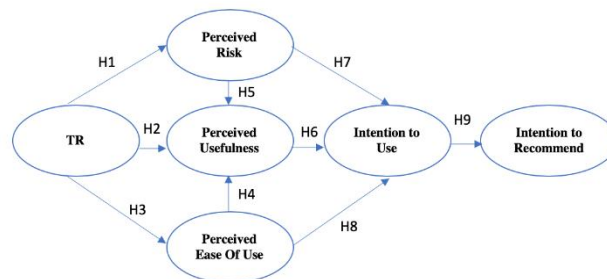 Perceived
Risk
H1
H7
H5
TR
H2
Perceived
Usefulness
H6
Intention to
Use
H9
Intention to
Recommend
H3
H4
H8
Perceived
Ease Of Use